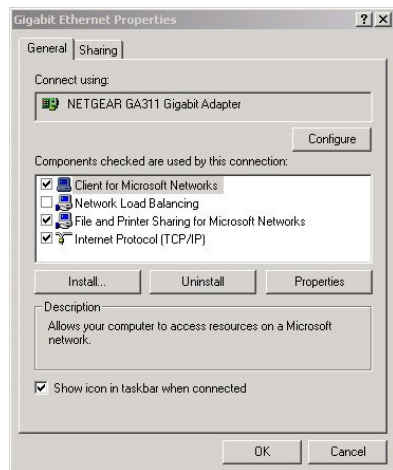 Gigabit Ethernet Properties
General Sharing
Connect using:
NETGEAR GA311 Gigabit Adapter
Configure
Components checked are used by this connection:
Client for Microsoft Networks
Network Load Balancing
File and Printer Sharing for Microsoft Networks
Internet Protocol (TCP/IP)
Install... Uninstall Properties
Description
Allows your computer to access resources on a Microsoft
network.
Show icon in taskbar when connected
OK Cancel